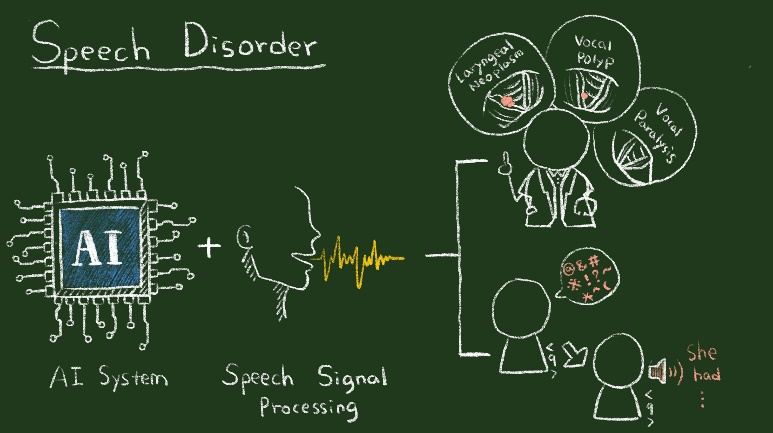 Speech Disorder
Laryngeal
Neoplasm
Vocal
Polyp
Vocal
Paralysis
AI
+
@&#
*!?~
*~
AI System
Speech Signal
Processing
She
had
⋮